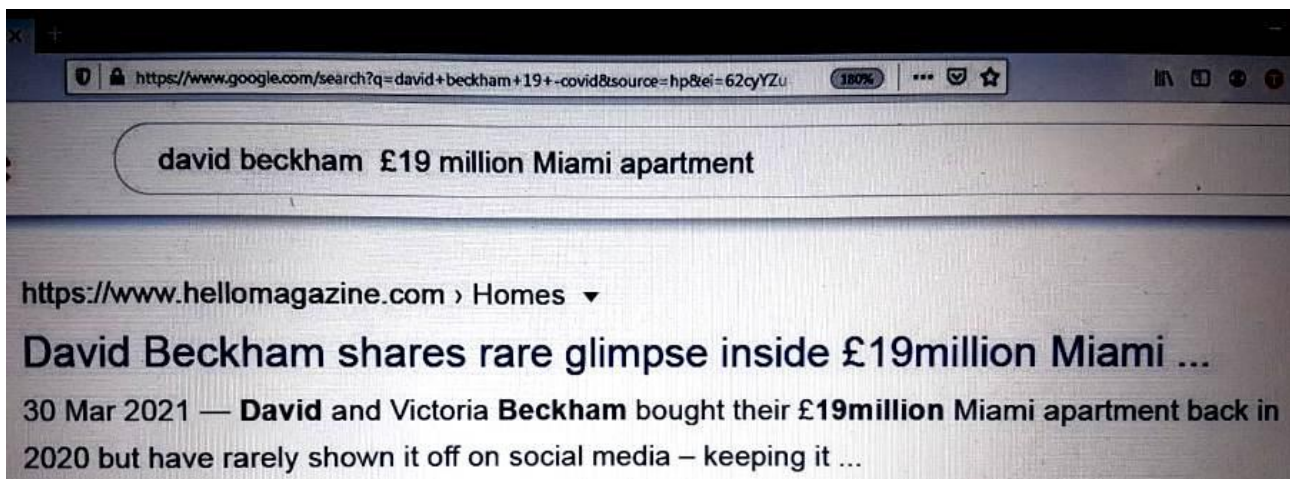 https://www.google.com/search?q=david+beckham+19+-covid&source=hp&ei=62cyYZu 180%
david beckham £19 million Miami apartment
https://www.hellomagazine.com › Homes
David Beckham shares rare glimpse inside £19million Miami ...
30 Mar 2021 — David and Victoria Beckham bought their £19million Miami apartment back in
2020 but have rarely shown it off on social media – keeping it ...